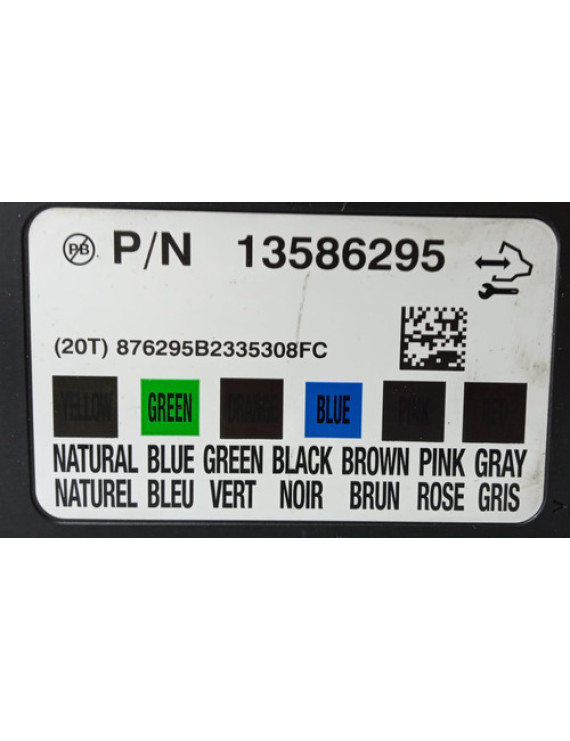 PB P/N 13586295
(20T) 876295B2335308FC
YELLOW GREEN ORANGE BLUE PINK
NATURAL BLUE GREEN BLACK BROWN PINK GRAY
NATUREL BLEU VERT NOIR BRUN ROSE GRIS